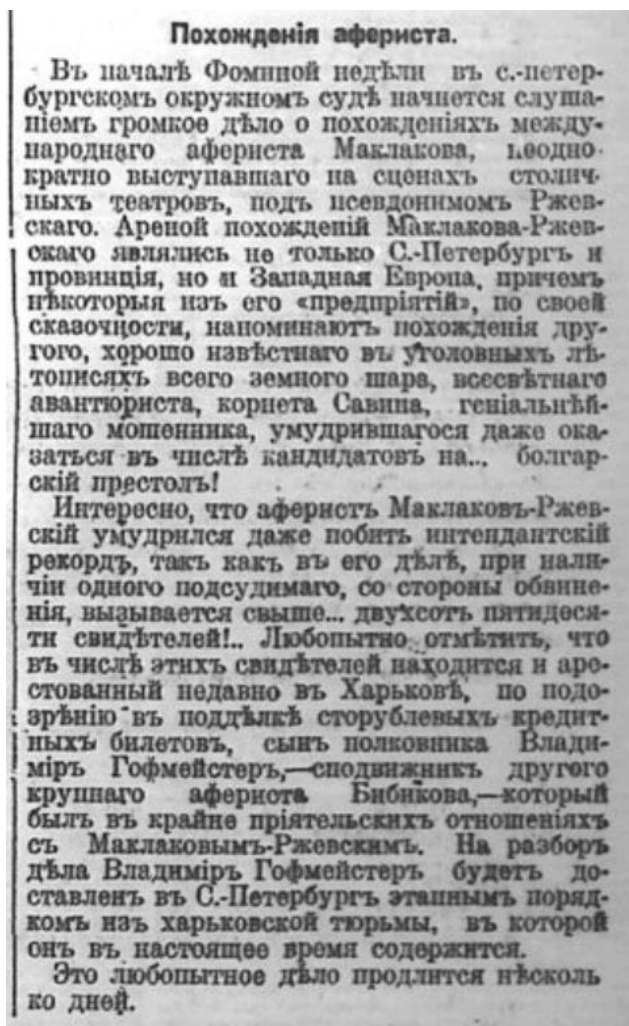 Похожденія афериста.
Въ началѣ Фоминой недѣли въ с.-петер-
бургскомъ окружномъ судѣ начнется слуша-
ніемъ громкое дѣло о похожденіяхъ между-
народнаго афериста Маклакова, неодно-
кратно выступавшаго на сценахъ столич-
ныхъ театровъ, подъ псевдонимомъ Ржев-
скаго. Ареной похожденій Маклакова-Ржев-
скаго являлись не только С.-Петербургъ и
провинція, но и Западная Европа, причемъ
нѣкоторыя изъ его «предпріятій», по своей
сказочности, напоминаютъ похожденія дру-
гого, хорошо извѣстнаго въ уголовныхъ лѣ-
тописяхъ всего земного шара, всесвѣтнаго
авантюриста, корнета Савина, геніальнѣй-
шаго мошенника, умудрившагося даже ока-
заться въ числѣ кандидатовъ на... болгар-
скій престолъ!
Интересно, что аферистъ Маклаковъ-Ржев-
скій умудрился даже побить интендантскій
рекордъ, такъ какъ въ его дѣлѣ, при нали-
чіи одного подсудимаго, со стороны обвине-
нія, вызывается свыше... двухсотъ пятидеся-
ти свидѣтелей!.. Любопытно отмѣтить, что
въ числѣ этихъ свидѣтелей находится и аре-
стованный недавно въ Харьковѣ, по подо-
зрѣнію въ поддѣлкѣ сторублевыхъ кредит-
ныхъ билетовъ, сынъ полковника Влади-
міръ Гофмейстеръ,—сподвижникъ другого
крупнаго афериста Бибикова,—который
былъ въ крайне пріятельскихъ отношеніяхъ
съ Маклаковымъ-Ржевскимъ. На разборъ
дѣла Владиміръ Гофмейстеръ будетъ до-
ставленъ въ С.-Петербургъ этапнымъ поряд-
комъ изъ харьковской тюрьмы, въ которой
онъ въ настоящее время содержится.
Это любопытное дѣло продлится нѣсколь
ко дней.